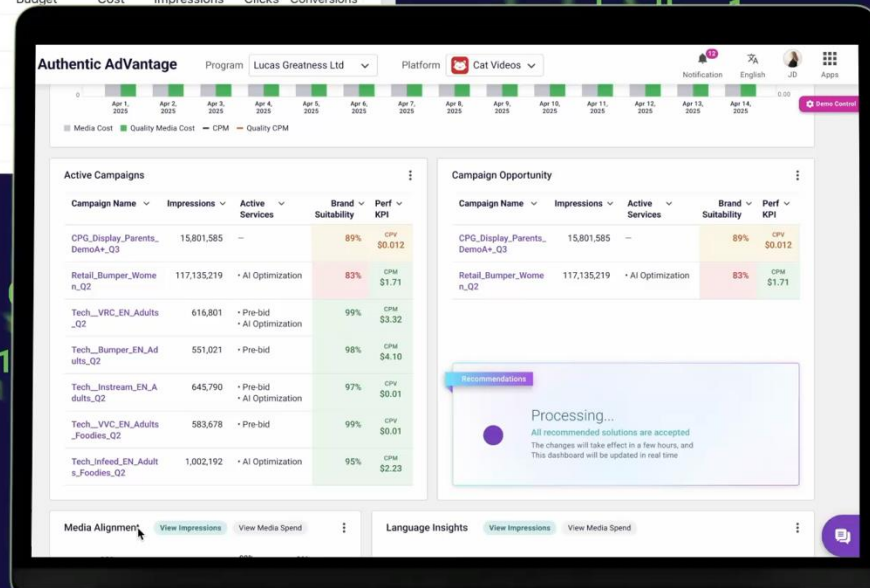 Budget Cost Impressions Clicks Conversions
Authentic AdVantage Program Lucas Greatness Ltd Platform Cat Videos
12
Notification English JD Apps
0 0.00
Apr 1, 2025 Apr 2, 2025 Apr 3, 2025 Apr 4, 2025 Apr 5, 2025 Apr 6, 2025 Apr 7, 2025 Apr 8, 2025 Apr 9, 2025 Apr 10, 2025 Apr 11, 2025 Apr 12, 2025 Apr 13, 2025 Apr 14, 2025
Demo Control
Media Cost Quality Media Cost CPM Quality CPM
Active Campaigns
Campaign Name Impressions Active Services Brand Suitability Perf KPI
CPG_Display_Parents_DemoA+_Q3 15,801,585 – 89% CPV $0.012
Retail_Bumper_Women_Q2 117,135,219 • AI Optimization 83% CPM $1.71
Tech__VRC_EN_Adults_Q2 616,801 • Pre-bid • AI Optimization 99% CPM $3.32
Tech__Bumper_EN_Adults_Q2 551,021 • Pre-bid 98% CPM $4.10
Tech__Instream_EN_Adults_Q2 645,790 • Pre-bid • AI Optimization 97% CPV $0.01
Tech__VVC_EN_Adults_Foodies_Q2 583,678 • Pre-bid 99% CPV $0.01
Tech_Infeed_EN_Adults_Foodies_Q2 1,002,192 • AI Optimization 95% CPM $2.23
Campaign Opportunity
Campaign Name Impressions Active Services Brand Suitability Perf KPI
CPG_Display_Parents_DemoA+_Q3 15,801,585 – 89% CPV $0.012
Retail_Bumper_Women_Q2 117,135,219 • AI Optimization 83% CPM $1.71
Recommendations
Processing...
All recommended solutions are accepted
The changes will take effect in a few hours, and
This dashboard will be updated in real time
Media Alignment View Impressions View Media Spend
Language Insights View Impressions View Media Spend